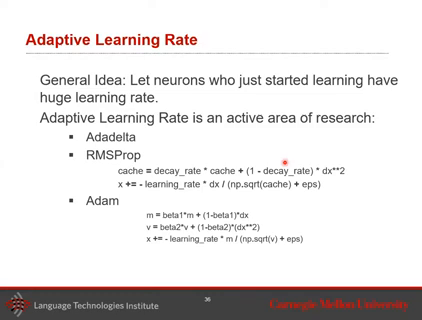 Adaptive Learning Rate
General Idea: Let neurons who just started learning have
huge learning rate.
Adaptive Learning Rate is an active area of research:
▪ Adadelta
▪ RMSProp
cache = decay_rate * cache + (1 - decay_rate) * dx**2
x += - learning_rate * dx / (np.sqrt(cache) + eps)
▪ Adam
m = beta1*m + (1-beta1)*dx
v = beta2*v + (1-beta2)*(dx**2)
x += - learning_rate * m / (np.sqrt(v) + eps)
Language Technologies Institute
36
Carnegie Mellon University